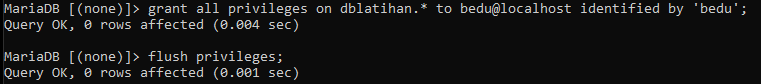 MariaDB [(none)]> grant all privileges on dblatihan.* to bedu@localhost identified by 'bedu';
Query OK, 0 rows affected (0.004 sec)
MariaDB [(none)]> flush privileges;
Query OK, 0 rows affected (0.001 sec)